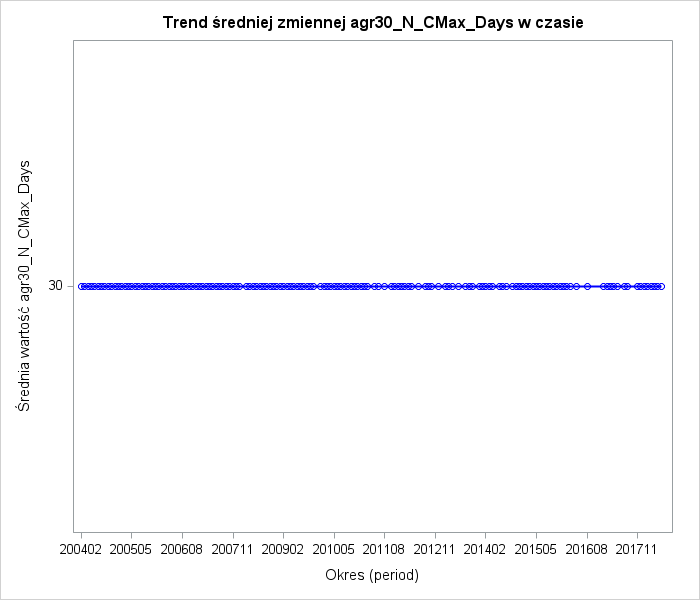 Trend średniej zmiennej agr30_N_CMax_Days w czasie
Średnia wartość agr30_N_CMax_Days
30
200402 200505 200608 200711 200902 201005 201108 201211 201402 201505 201608 201711
Okres (period)